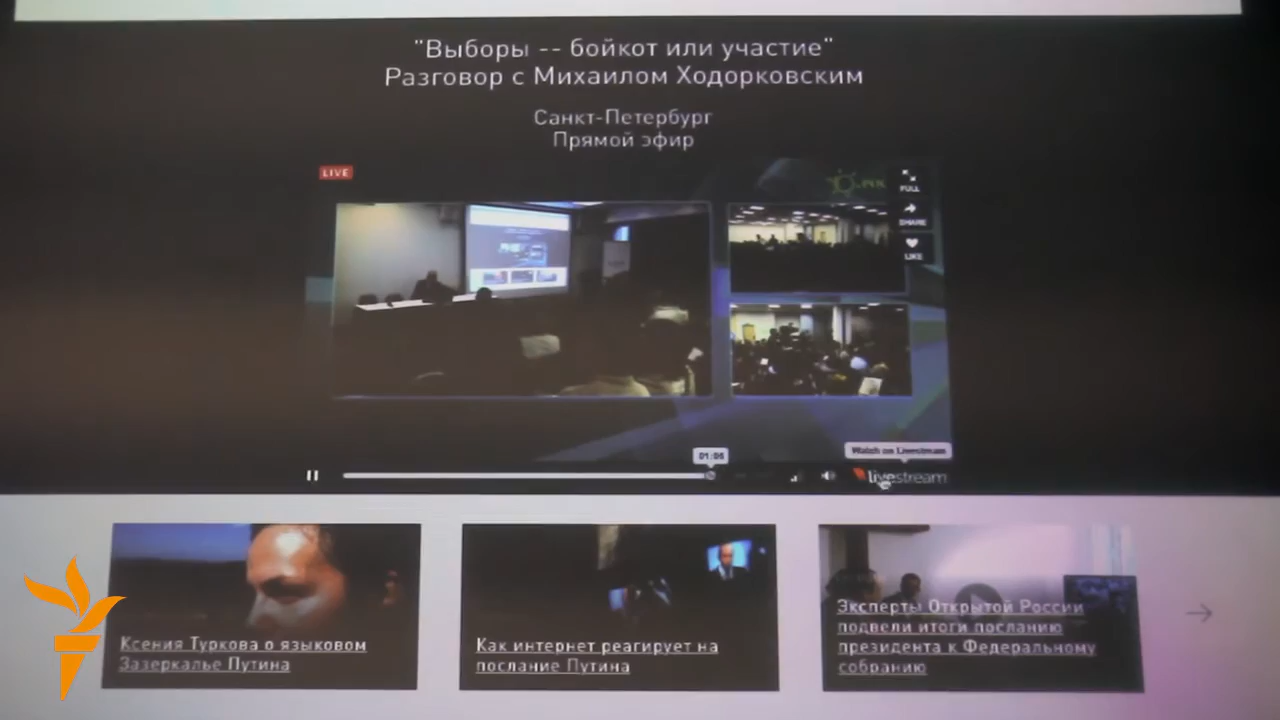 "Выборы -- бойкот или участие"
Разговор с Михаилом Ходорковским
Санкт-Петербург
Прямой эфир
LIVE
FULL
SHARE
LIKE
01:06
Watch on Livestream
livestream
Ксения Туркова о языковом
Зазеркалье Путина
Как интернет реагирует на
послание Путина
Эксперты Открытой России
подвели итоги посланию
президента к Федеральному
собранию